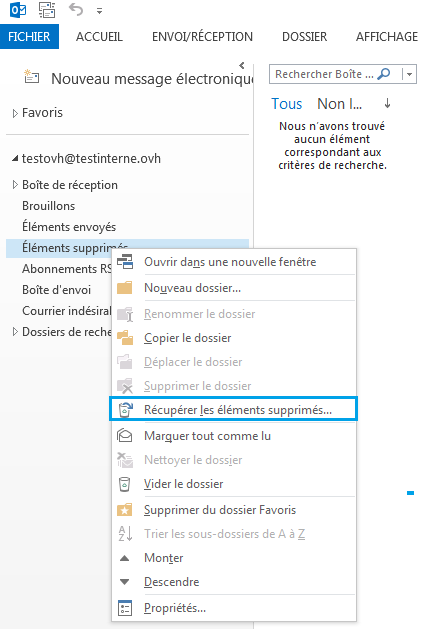 FICHIER ACCUEIL ENVOI/RÉCEPTION DOSSIER AFFICHAGE
Nouveau message électronique
Rechercher Boîte ...
Tous Non l...
Nous n'avons trouvé
aucun élément
correspondant aux
critères de recherche.
Favoris
testovh@testinterne.ovh
Boîte de réception
Brouillons
Éléments envoyés
Éléments supprimés
Abonnements RS
Boîte d'envoi
Courrier indésirab
Dossiers de reche
Ouvrir dans une nouvelle fenêtre
Nouveau dossier...
Renommer le dossier
Copier le dossier
Déplacer le dossier
Supprimer le dossier
Récupérer les éléments supprimés...
Marquer tout comme lu
Nettoyer le dossier
Vider le dossier
Supprimer du dossier Favoris
Trier les sous-dossiers de A à Z
Monter
Descendre
Propriétés...